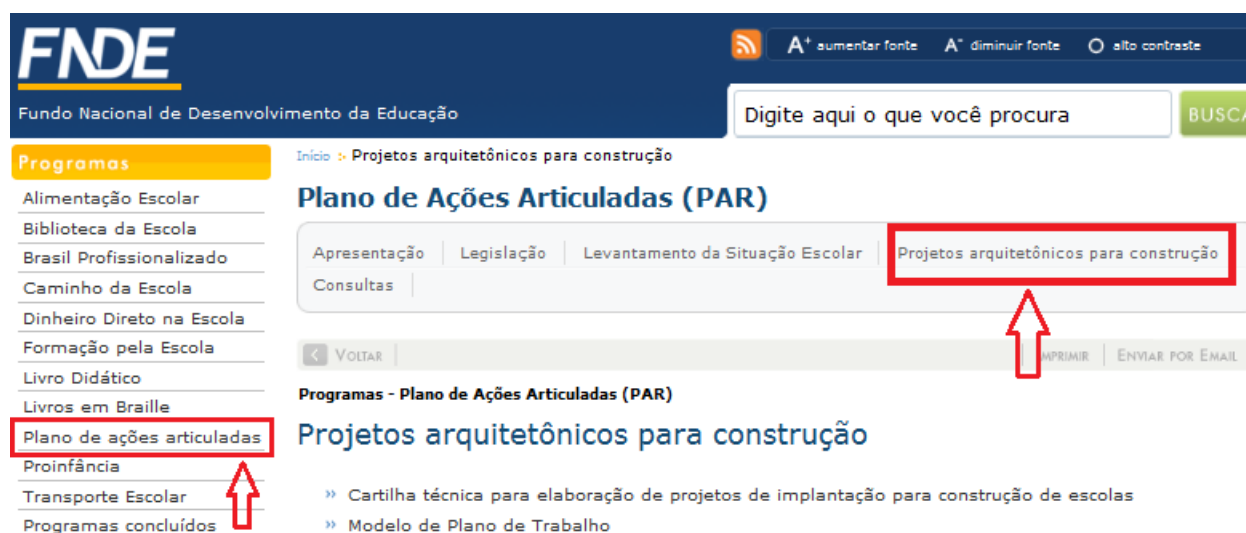 FNDE
A+ aumentar fonte A- diminuir fonte alto contraste
Fundo Nacional de Desenvolvimento da Educação
Digite aqui o que você procura
Programas
Alimentação Escolar
Biblioteca da Escola
Brasil Profissionalizado
Caminho da Escola
Dinheiro Direto na Escola
Formação pela Escola
Livro Didático
Livros em Braille
Plano de ações articuladas
Proinfância
Transporte Escolar
Programas concluídos
Início Projetos arquitetônicos para construção
Plano de Ações Articuladas (PAR)
Apresentação Legislação Levantamento da Situação Escolar Projetos arquitetônicos para construção
Consultas
VOLTAR ENVIAR POR EMAIL
Programas - Plano de Ações Articuladas (PAR)
Projetos arquitetônicos para construção
» Cartilha técnica para elaboração de projetos de implantação para construção de escolas
» Modelo de Plano de Trabalho